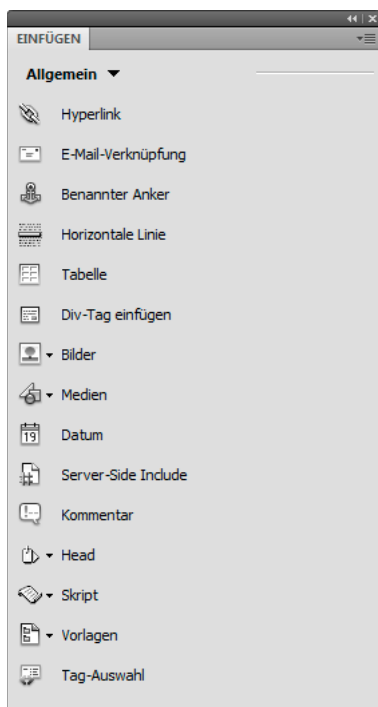 EINFÜGEN
Allgemein
Hyperlink
E-Mail-Verknüpfung
Benannter Anker
Horizontale Linie
Tabelle
Div-Tag einfügen
Bilder
Medien
19 Datum
Server-Side Include
Kommentar
Head
Skript
Vorlagen
Tag-Auswahl